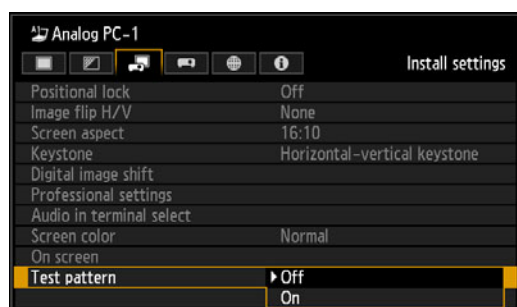 Analog PC-1
Install settings
Positional lock Off
Image flip H/V None
Screen aspect 16:10
Keystone Horizontal-vertical keystone
Digital image shift
Professional settings
Audio in terminal select
Screen color Normal
On screen
Test pattern Off
On